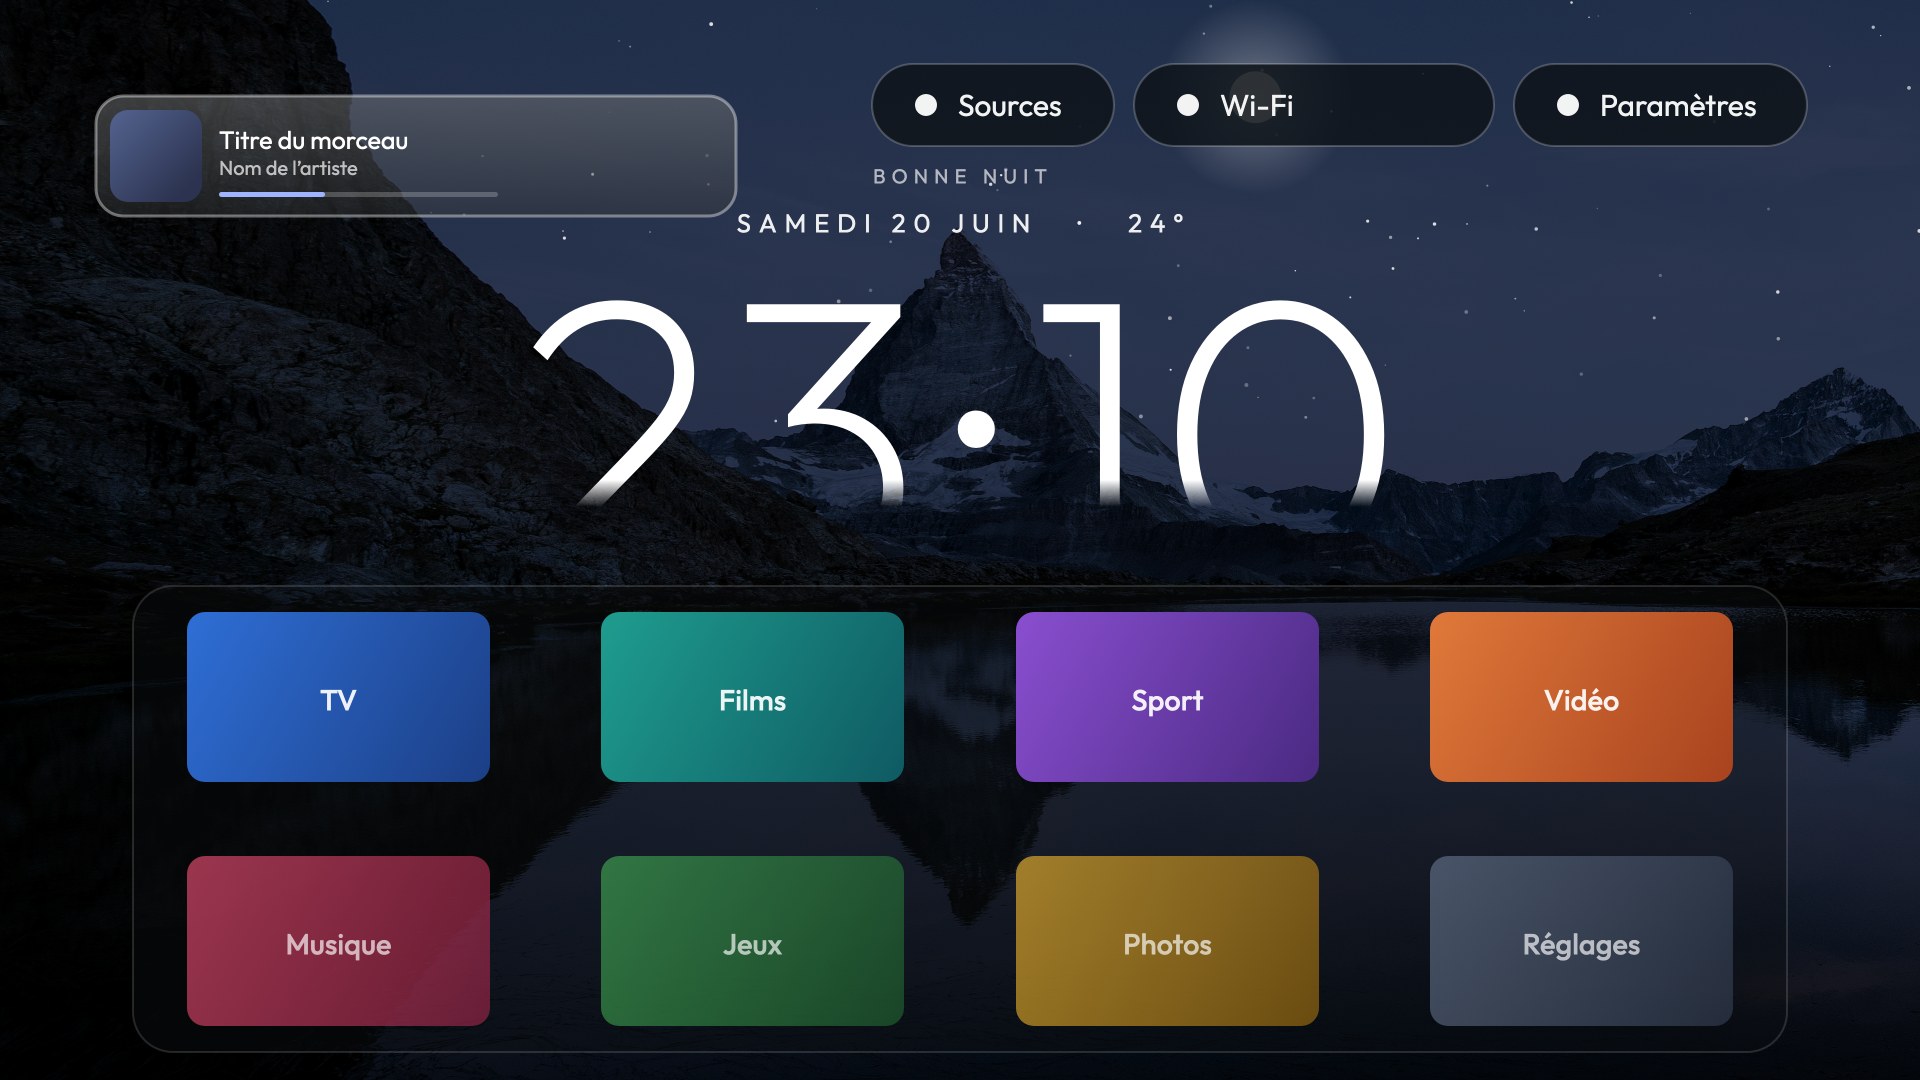 Titre du morceau
Nom de l'artiste
Sources
Wi-Fi
Paramètres
BONNE NUIT
SAMEDI 20 JUIN · 24°
23·10
TV
Films
Sport
Vidéo
Musique
Jeux
Photos
Réglages